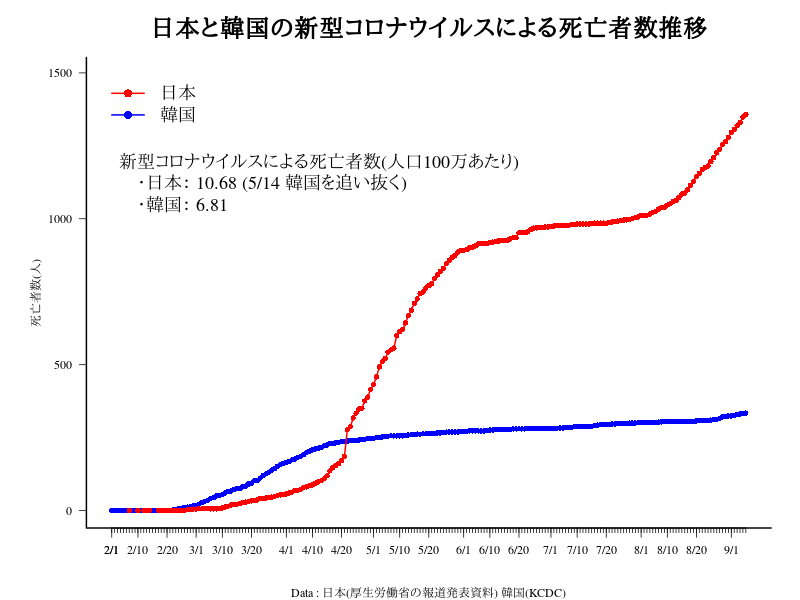 日本と韓国の新型コロナウイルスによる死亡者数推移
1500
日本
韓国
新型コロナウイルスによる死亡者数(人口100万あたり)
・日本: 10.68 (5/14 韓国を追い抜く)
・韓国: 6.81
1000
死亡者数(人)
500
0
2/1 2/10 2/20 3/1 3/10 3/20 4/1 4/10 4/20 5/1 5/10 5/20 6/1 6/10 6/20 7/1 7/10 7/20 8/1 8/10 8/20 9/1
Data : 日本(厚生労働省の報道発表資料) 韓国(KCDC)